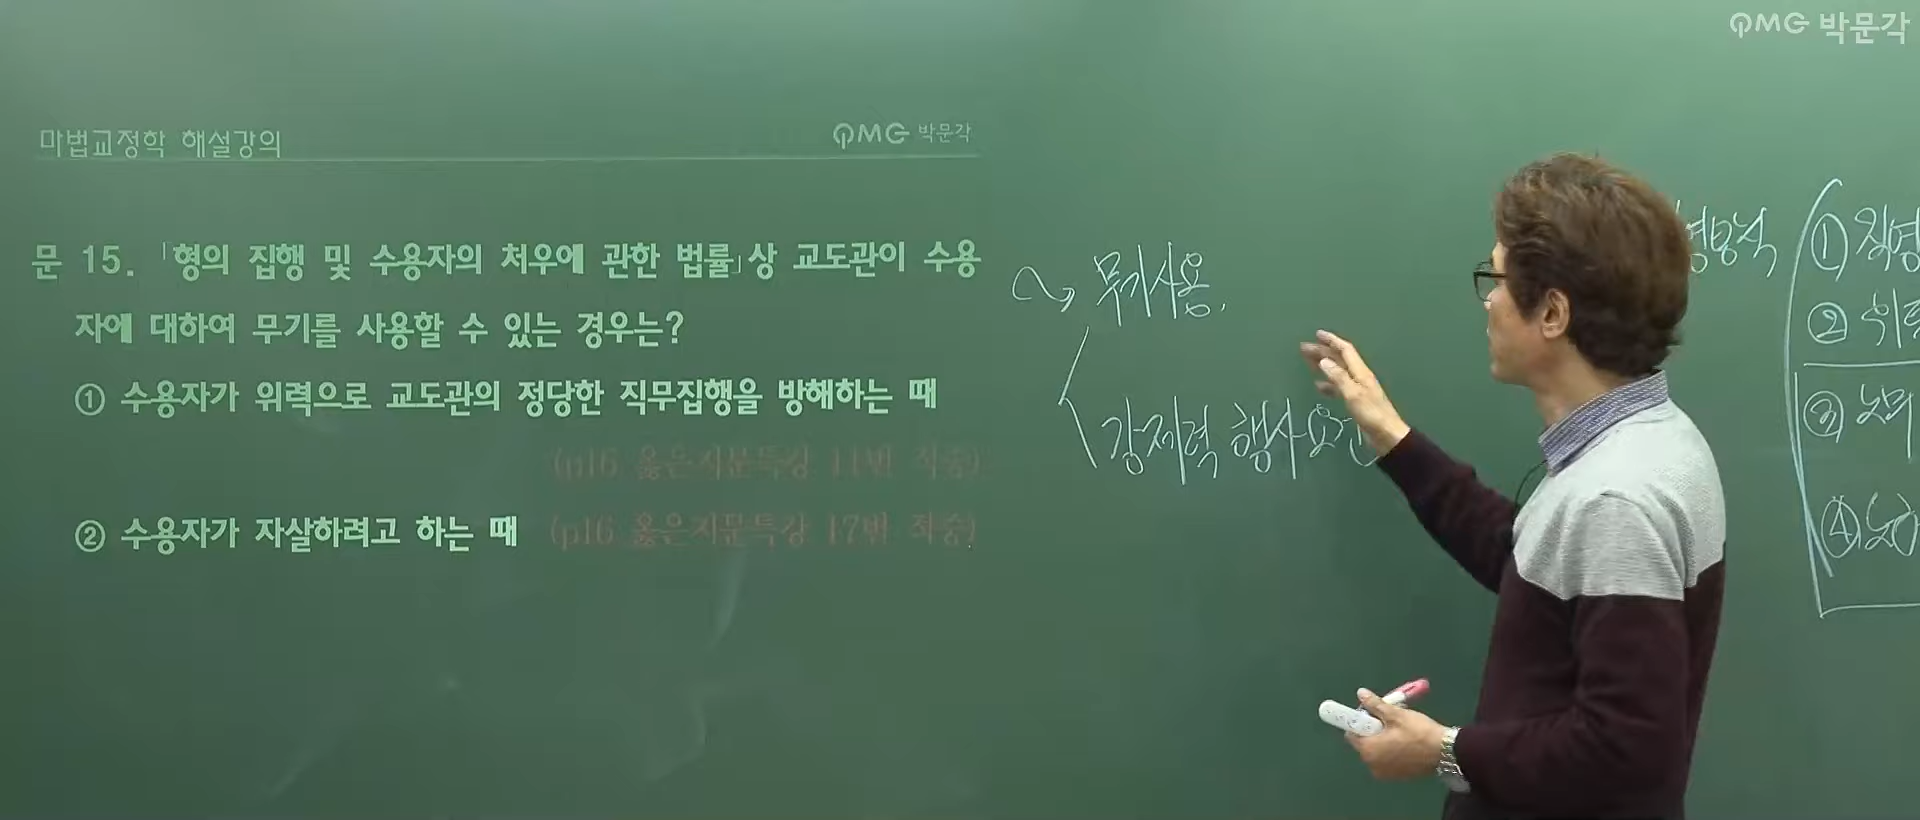 QMG 박문각
마법교정학 해설강의
QMG 박문각
문 15. 「형의 집행 및 수용자의 처우에 관한 법률」상 교도관이 수용
자에 대하여 무기를 사용할 수 있는 경우는?
① 수용자가 위력으로 교도관의 정당한 직무집행을 방해하는 때
(p16 옳은지문특강 11번 적중)
② 수용자가 자살하려고 하는 때 (p16 옳은지문특강 17번 적중)
무기사용.
강제력 행사요건
①직영
②
③노무
④